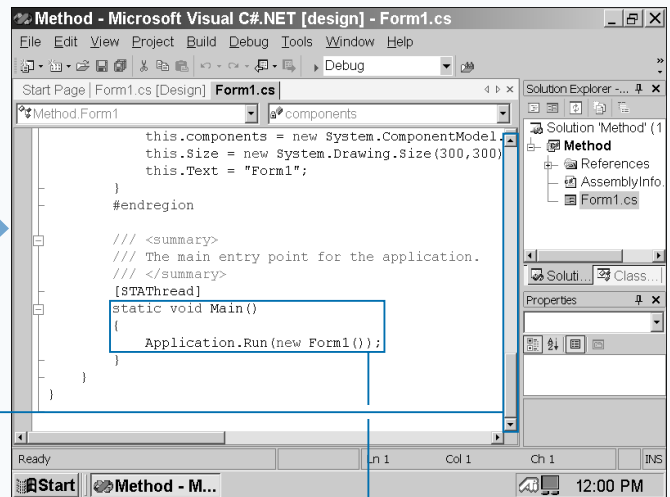 Method - Microsoft Visual C#.NET [design] - Form1.cs
File Edit View Project Build Debug Tools Window Help
Debug
Start Page Form1.cs [Design] Form1.cs
Method.Form1 components
this.components = new System.ComponentModel.
this.Size = new System.Drawing.Size(300,300)
this.Text = "Form1";
}
#endregion
/// <summary>
/// The main entry point for the application.
/// </summary>
[STAThread]
static void Main()
{
Application.Run(new Form1());
}
}
}
Solution Explorer -...
Solution 'Method' (1
Method
References
AssemblyInfo.
Form1.cs
Soluti... Class...
Properties
Ready Ln 1 Col 1 Ch 1 INS
Start Method - M... 12:00 PM